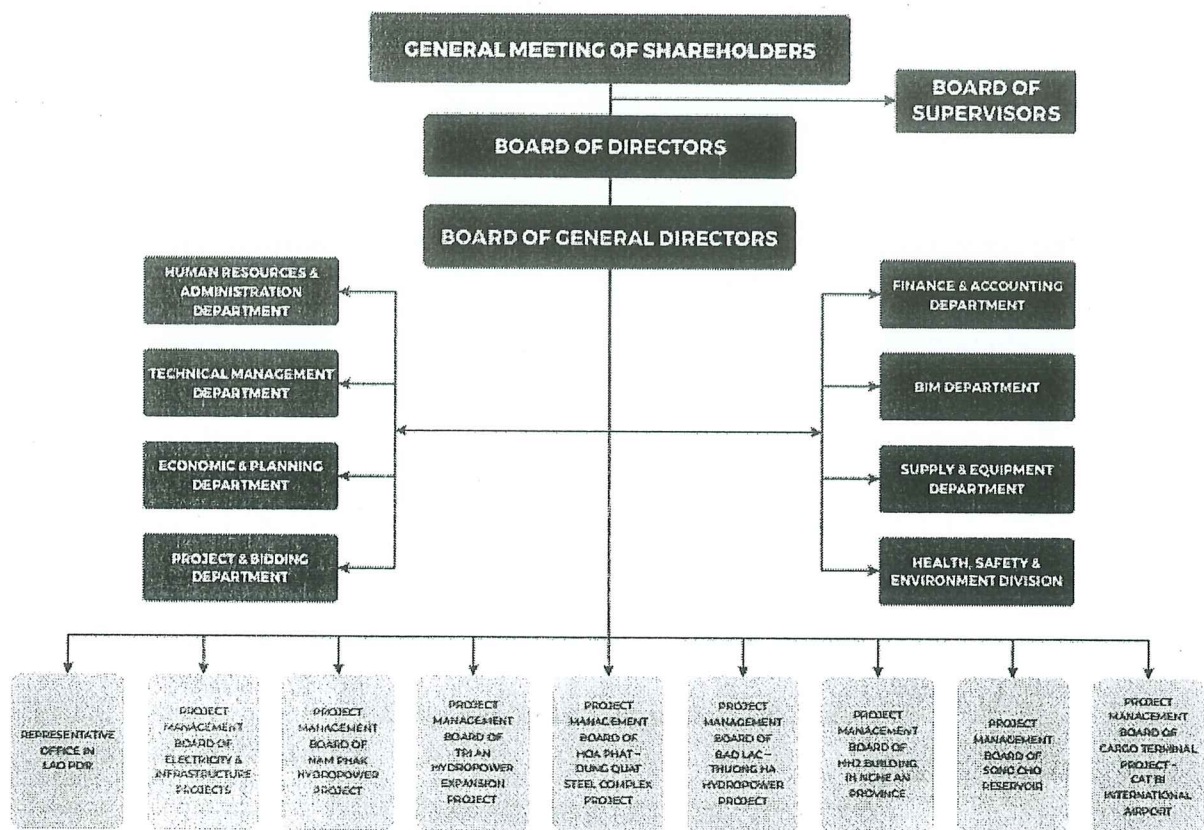 GENERAL MEETING OF SHAREHOLDERS
BOARD OF
SUPERVISORS
BOARD OF DIRECTORS
BOARD OF GENERAL DIRECTORS
HUMAN RESOURCES &
ADMINISTRATION
DEPARTMENT
FINANCE & ACCOUNTING
DEPARTMENT
TECHNICAL MANAGEMENT
DEPARTMENT
BIM DEPARTMENT
ECONOMIC & PLANNING
DEPARTMENT
SUPPLY & EQUIPMENT
DEPARTMENT
PROJECT & BIDDING
DEPARTMENT
HEALTH, SAFETY &
ENVIRONMENT DIVISION
REPRESENTATIVE
OFFICE IN
LAO PDR
PROJECT
MANAGEMENT
BOARD OF
ELECTRICITY &
INFRASTRUCTURE
PROJECTS
PROJECT
MANAGEMENT
BOARD OF
NAM PHAK
HYDROPOWER
PROJECT
PROJECT
MANAGEMENT
BOARD OF
TRI AN
HYDROPOWER
EXPANSION
PROJECT
PROJECT
MANAGEMENT
BOARD OF
HOA PHAT –
DUNG QUAT
STEEL COMPLEX
PROJECT
PROJECT
MANAGEMENT
BOARD OF
BAO LAC –
THUONG HA
HYDROPOWER
PROJECT
PROJECT
MANAGEMENT
BOARD OF
HH2 BUILDING
IN NGHE AN
PROVINCE
PROJECT
MANAGEMENT
BOARD OF
SONG CHO
RESERVOIR
PROJECT
MANAGEMENT
BOARD OF
CARGO TERMINAL
PROJECT –
CAT BI
INTERNATIONAL
AIRPORT